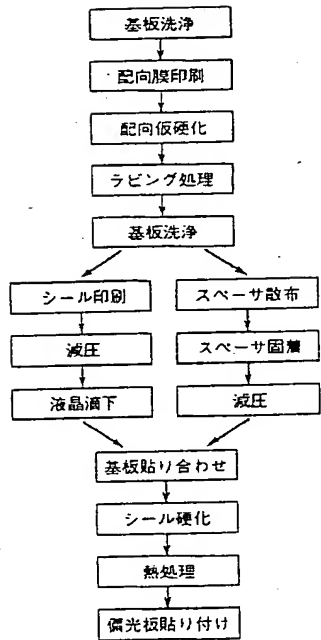 基板洗浄
配向膜印刷
配向仮硬化
ラビング処理
基板洗浄
シール印刷
スペーサ散布
減圧
スペーサ固着
液晶滴下
減圧
基板貼り合わせ
シール硬化
熱処理
偏光板貼り付け